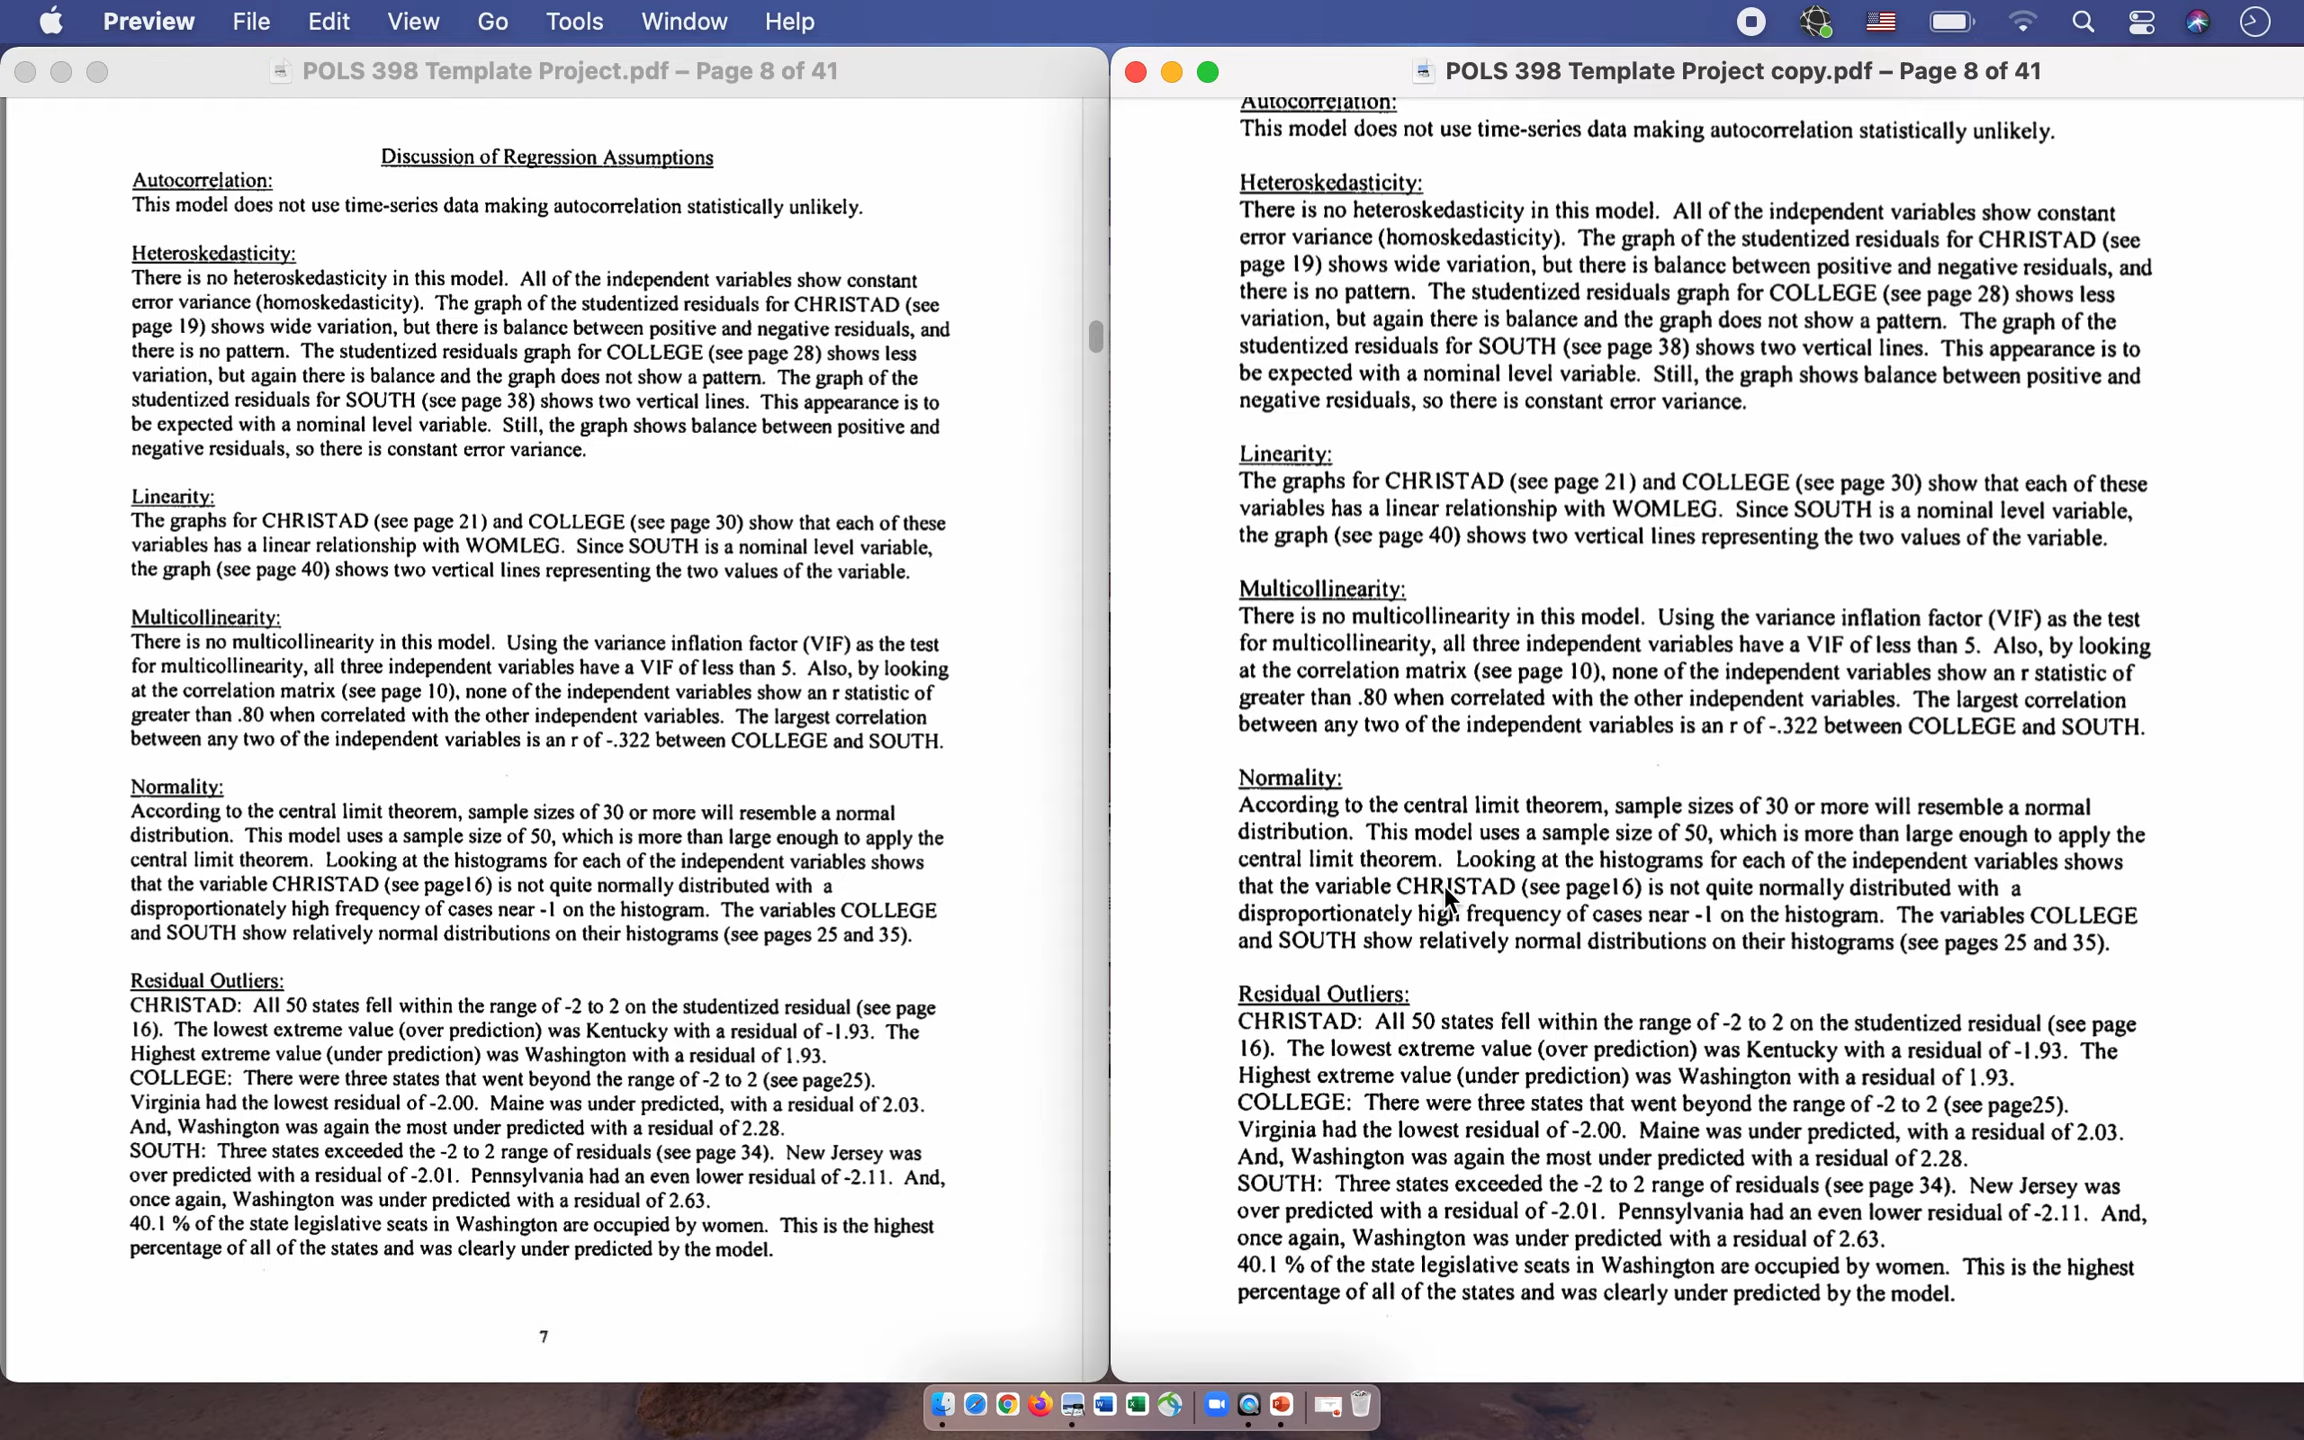 Preview File Edit View Go Tools Window Help
POLS 398 Template Project.pdf – Page 8 of 41
Discussion of Regression Assumptions
Autocorrelation:
This model does not use time-series data making autocorrelation statistically unlikely.
Heteroskedasticity:
There is no heteroskedasticity in this model. All of the independent variables show constant
error variance (homoskedasticity). The graph of the studentized residuals for CHRISTAD (see
page 19) shows wide variation, but there is balance between positive and negative residuals, and
there is no pattern. The studentized residuals graph for COLLEGE (see page 28) shows less
variation, but again there is balance and the graph does not show a pattern. The graph of the
studentized residuals for SOUTH (see page 38) shows two vertical lines. This appearance is to
be expected with a nominal level variable. Still, the graph shows balance between positive and
negative residuals, so there is constant error variance.
Linearity:
The graphs for CHRISTAD (see page 21) and COLLEGE (see page 30) show that each of these
variables has a linear relationship with WOMLEG. Since SOUTH is a nominal level variable,
the graph (see page 40) shows two vertical lines representing the two values of the variable.
Multicollinearity:
There is no multicollinearity in this model. Using the variance inflation factor (VIF) as the test
for multicollinearity, all three independent variables have a VIF of less than 5. Also, by looking
at the correlation matrix (see page 10), none of the independent variables show an r statistic of
greater than .80 when correlated with the other independent variables. The largest correlation
between any two of the independent variables is an r of -.322 between COLLEGE and SOUTH.
Normality:
According to the central limit theorem, sample sizes of 30 or more will resemble a normal
distribution. This model uses a sample size of 50, which is more than large enough to apply the
central limit theorem. Looking at the histograms for each of the independent variables shows
that the variable CHRISTAD (see page16) is not quite normally distributed with a
disproportionately high frequency of cases near -1 on the histogram. The variables COLLEGE
and SOUTH show relatively normal distributions on their histograms (see pages 25 and 35).
Residual Outliers:
CHRISTAD: All 50 states fell within the range of -2 to 2 on the studentized residual (see page
16). The lowest extreme value (over prediction) was Kentucky with a residual of -1.93. The
Highest extreme value (under prediction) was Washington with a residual of 1.93.
COLLEGE: There were three states that went beyond the range of -2 to 2 (see page25).
Virginia had the lowest residual of -2.00. Maine was under predicted, with a residual of 2.03.
And, Washington was again the most under predicted with a residual of 2.28.
SOUTH: Three states exceeded the -2 to 2 range of residuals (see page 34). New Jersey was
over predicted with a residual of -2.01. Pennsylvania had an even lower residual of -2.11. And,
once again, Washington was under predicted with a residual of 2.63.
40.1 % of the state legislative seats in Washington are occupied by women. This is the highest
percentage of all of the states and was clearly under predicted by the model.
7
POLS 398 Template Project copy.pdf – Page 8 of 41
Autocorrelation:
This model does not use time-series data making autocorrelation statistically unlikely.
Heteroskedasticity:
There is no heteroskedasticity in this model. All of the independent variables show constant
error variance (homoskedasticity). The graph of the studentized residuals for CHRISTAD (see
page 19) shows wide variation, but there is balance between positive and negative residuals, and
there is no pattern. The studentized residuals graph for COLLEGE (see page 28) shows less
variation, but again there is balance and the graph does not show a pattern. The graph of the
studentized residuals for SOUTH (see page 38) shows two vertical lines. This appearance is to
be expected with a nominal level variable. Still, the graph shows balance between positive and
negative residuals, so there is constant error variance.
Linearity:
The graphs for CHRISTAD (see page 21) and COLLEGE (see page 30) show that each of these
variables has a linear relationship with WOMLEG. Since SOUTH is a nominal level variable,
the graph (see page 40) shows two vertical lines representing the two values of the variable.
Multicollinearity:
There is no multicollinearity in this model. Using the variance inflation factor (VIF) as the test
for multicollinearity, all three independent variables have a VIF of less than 5. Also, by looking
at the correlation matrix (see page 10), none of the independent variables show an r statistic of
greater than .80 when correlated with the other independent variables. The largest correlation
between any two of the independent variables is an r of -.322 between COLLEGE and SOUTH.
Normality:
According to the central limit theorem, sample sizes of 30 or more will resemble a normal
distribution. This model uses a sample size of 50, which is more than large enough to apply the
central limit theorem. Looking at the histograms for each of the independent variables shows
that the variable CHRISTAD (see page16) is not quite normally distributed with a
disproportionately high frequency of cases near -1 on the histogram. The variables COLLEGE
and SOUTH show relatively normal distributions on their histograms (see pages 25 and 35).
Residual Outliers:
CHRISTAD: All 50 states fell within the range of -2 to 2 on the studentized residual (see page
16). The lowest extreme value (over prediction) was Kentucky with a residual of -1.93. The
Highest extreme value (under prediction) was Washington with a residual of 1.93.
COLLEGE: There were three states that went beyond the range of -2 to 2 (see page25).
Virginia had the lowest residual of -2.00. Maine was under predicted, with a residual of 2.03.
And, Washington was again the most under predicted with a residual of 2.28.
SOUTH: Three states exceeded the -2 to 2 range of residuals (see page 34). New Jersey was
over predicted with a residual of -2.01. Pennsylvania had an even lower residual of -2.11. And,
once again, Washington was under predicted with a residual of 2.63.
40.1 % of the state legislative seats in Washington are occupied by women. This is the highest
percentage of all of the states and was clearly under predicted by the model.